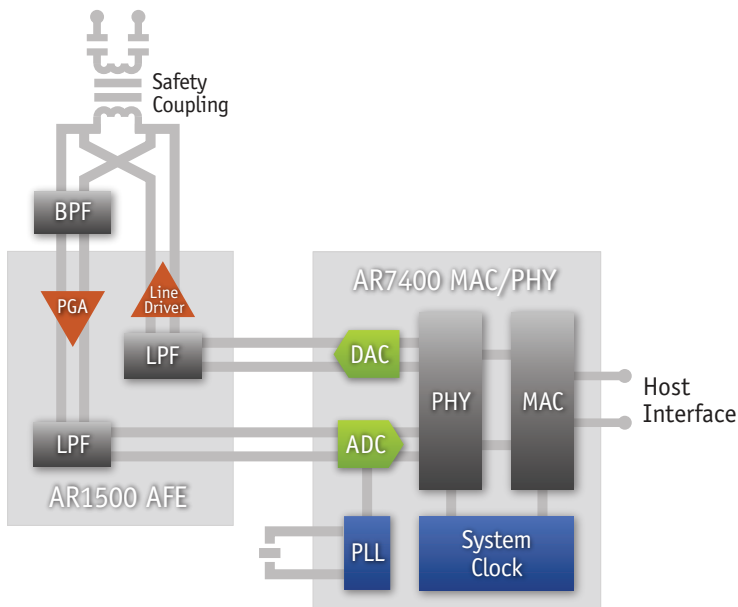 Safety
Coupling
BPF
PGA
Line
Driver
LPF
LPF
AR1500 AFE
AR7400 MAC/PHY
DAC
ADC
PHY
MAC
PLL
System
Clock
Host
Interface